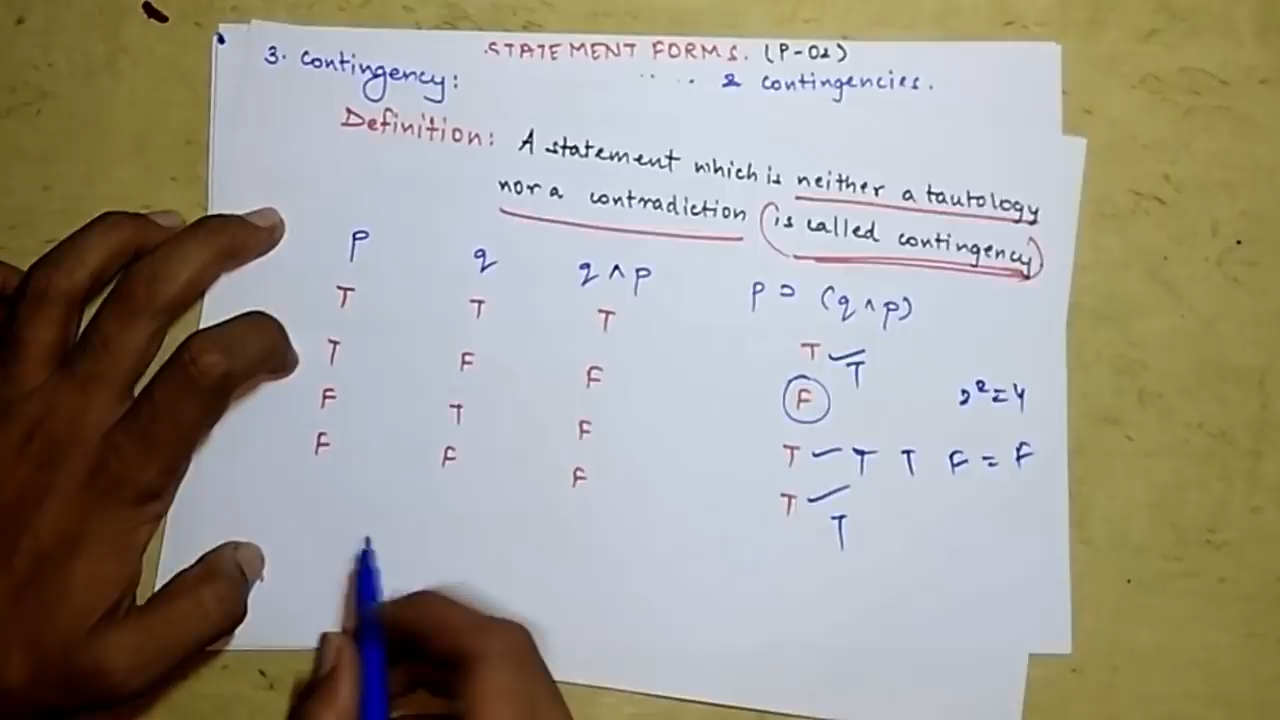 STATEMENT FORMS. (P-02)
3. Contingency:
& contingencies.
Definition: A statement which is neither a tautology
nor a contradiction (is called contingency)
p q q ∧ p p ⊃ (q ∧ p)
T T T T T
T F F F 2²=4
F T F T T T F = F
F F F T T